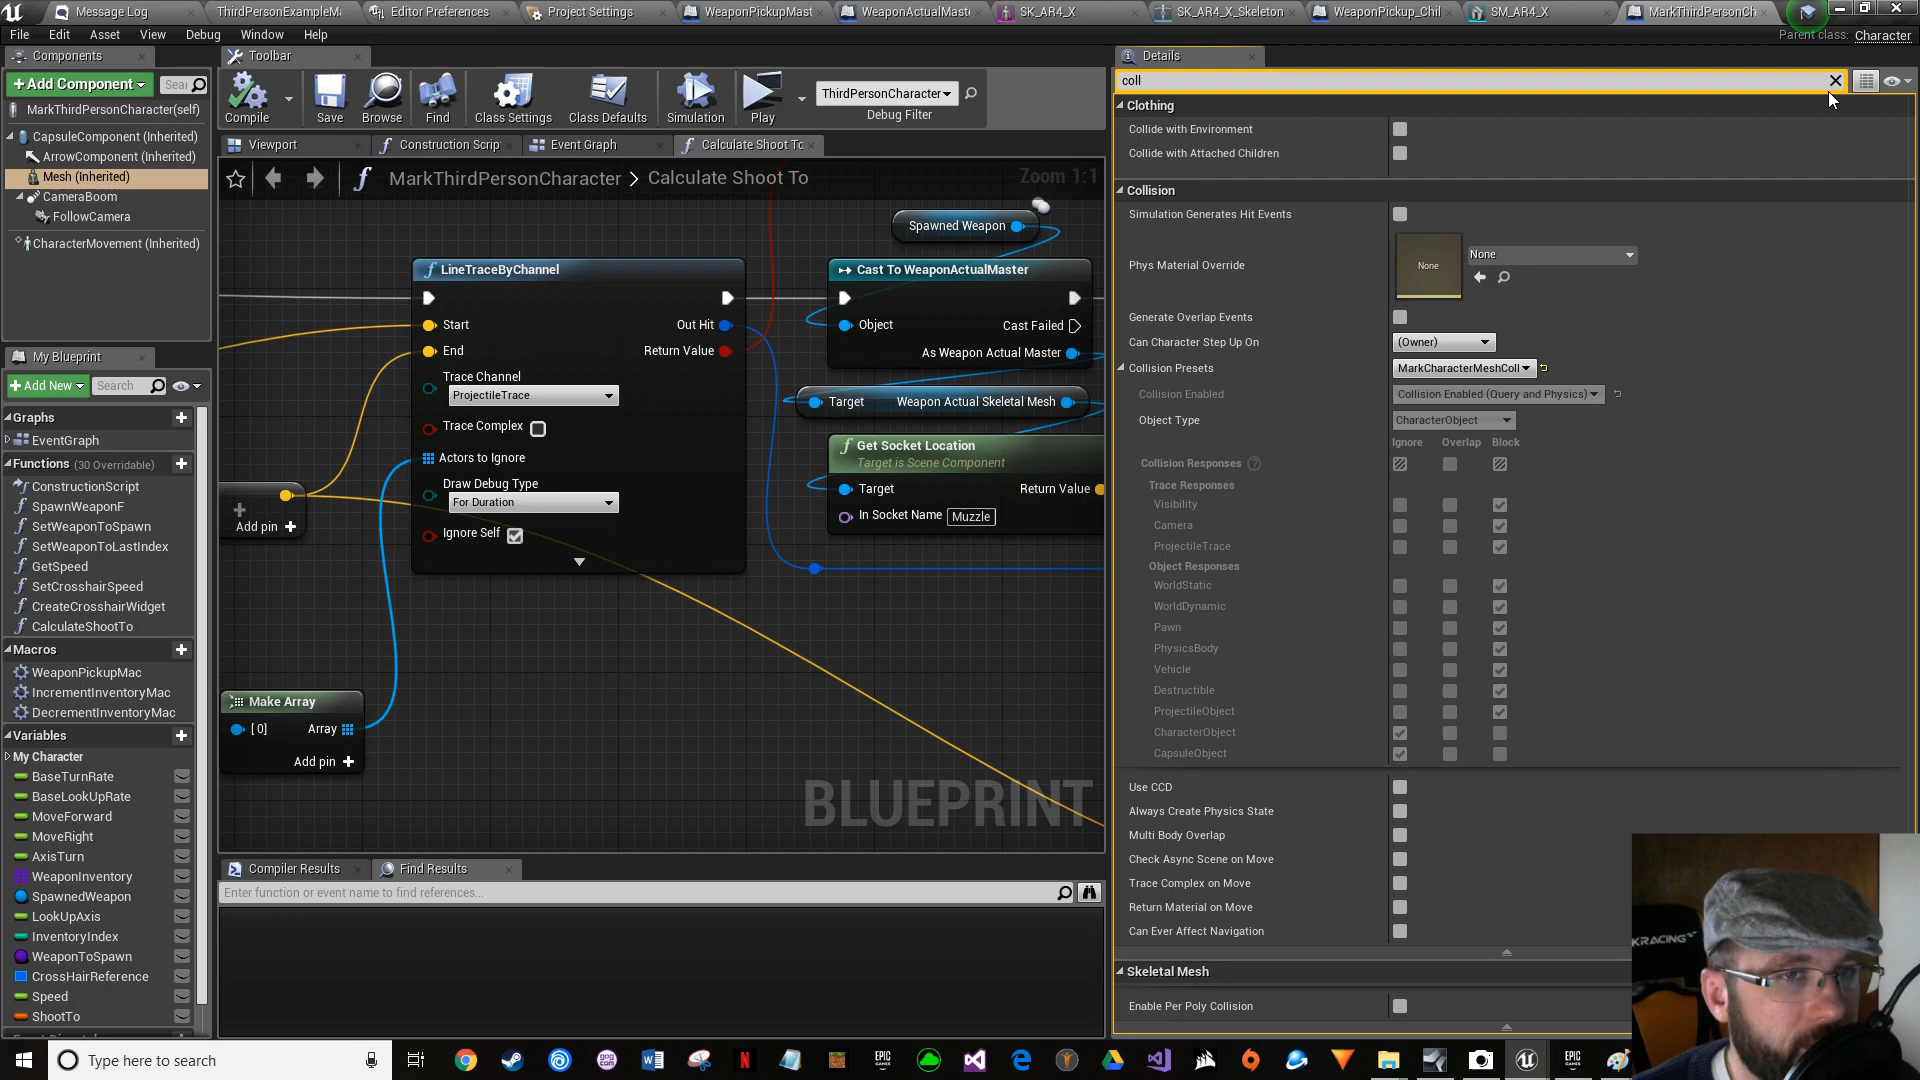 Message Log
ThirdPersonExampleMa
Editor Preferences
Project Settings
WeaponPickupMast
WeaponActualMaste
SK_AR4_X
SK_AR4_X_Skeleton
WeaponPickup_Chil
SM_AR4_X
MarkThirdPersonCh
File Edit Asset View Debug Window Help
Parent class: Character
Components
Add Component
Sear
MarkThirdPersonCharacter(self)
CapsuleComponent (Inherited)
ArrowComponent (Inherited)
Mesh (Inherited)
CameraBoom
FollowCamera
CharacterMovement (Inherited)
My Blueprint
Add New
Search
Graphs
EventGraph
Functions (30 Overridable)
ConstructionScript
SpawnWeaponF
SetWeaponToSpawn
SetWeaponToLastIndex
GetSpeed
SetCrosshairSpeed
CreateCrosshairWidget
CalculateShootTo
Macros
WeaponPickupMac
IncrementInventoryMac
DecrementInventoryMac
Variables
My Character
BaseTurnRate
BaseLookUpRate
MoveForward
MoveRight
AxisTurn
WeaponInventory
SpawnedWeapon
LookUpAxis
InventoryIndex
WeaponToSpawn
CrossHairReference
Speed
ShootTo
Toolbar
Compile
Save
Browse
Find
Class Settings
Class Defaults
Simulation
Play
ThirdPersonCharacter
Debug Filter
Viewport
Construction Scrip
Event Graph
Calculate Shoot To
MarkThirdPersonCharacter > Calculate Shoot To
Zoom 1:1
Spawned Weapon
LineTraceByChannel
Start
Out Hit
End
Return Value
Trace Channel
ProjectileTrace
Trace Complex
Actors to Ignore
Draw Debug Type
For Duration
Ignore Self
Cast To WeaponActualMaster
Object
Cast Failed
As Weapon Actual Master
Target
Weapon Actual Skeletal Mesh
Get Socket Location
Target is Scene Component
Target
Return Value
In Socket Name Muzzle
Add pin
Make Array
[ 0]
Array
Add pin
BLUEPRINT
Compiler Results
Find Results
Enter function or event name to find references...
Details
coll
Clothing
Collide with Environment
Collide with Attached Children
Collision
Simulation Generates Hit Events
Phys Material Override
None
None
Generate Overlap Events
Can Character Step Up On
(Owner)
Collision Presets
MarkCharacterMeshColl
Collision Enabled
Collision Enabled (Query and Physics)
Object Type
CharacterObject
Ignore Overlap Block
Collision Responses
Trace Responses
Visibility
Camera
ProjectileTrace
Object Responses
WorldStatic
WorldDynamic
Pawn
PhysicsBody
Vehicle
Destructible
ProjectileObject
CharacterObject
CapsuleObject
Use CCD
Always Create Physics State
Multi Body Overlap
Check Async Scene on Move
Trace Complex on Move
Return Material on Move
Can Ever Affect Navigation
Skeletal Mesh
Enable Per Poly Collision
KRACING
Type here to search